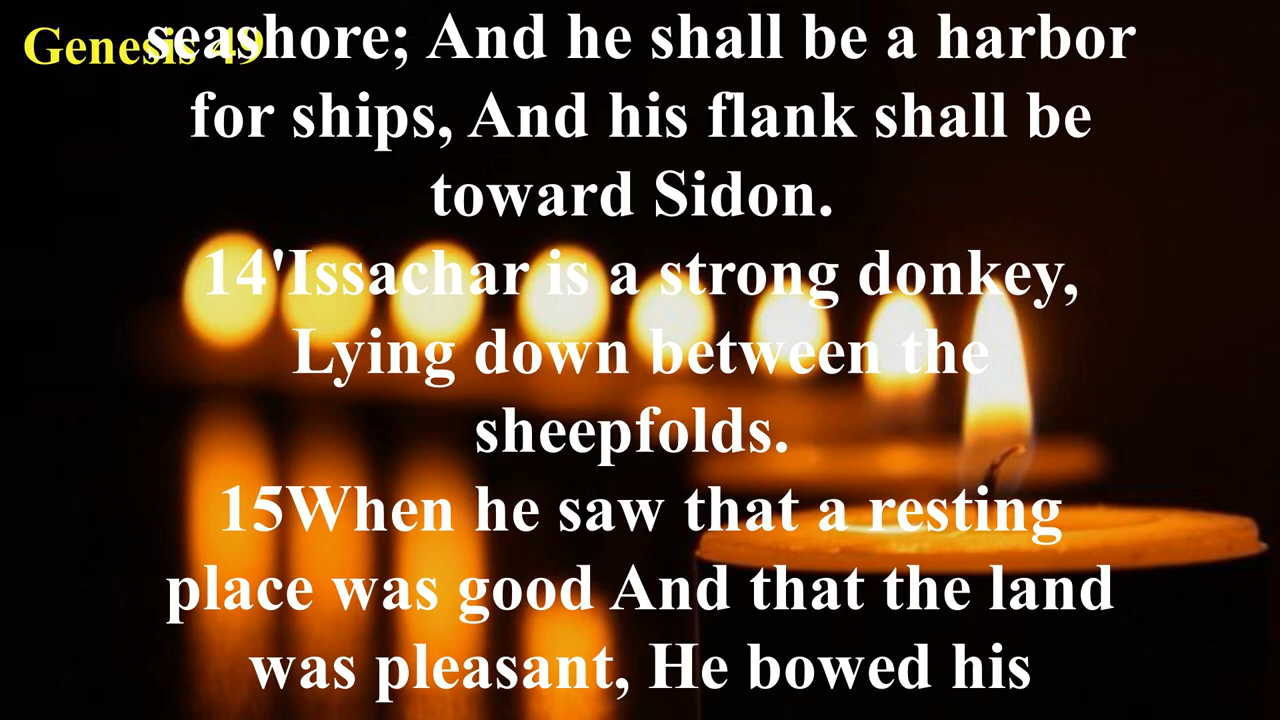 Genesis 49
seashore; And he shall be a harbor
for ships, And his flank shall be
toward Sidon.
14'Issachar is a strong donkey,
Lying down between the
sheepfolds.
15When he saw that a resting
place was good And that the land
was pleasant, He bowed his